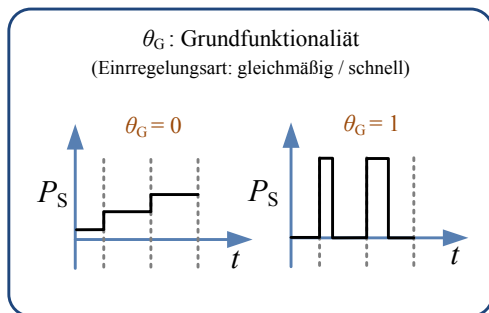 θG : Grundfunktionaliät
(Einrregelungsart: gleichmäßig / schnell)
θG = 0
θG = 1
PS
t
PS
t